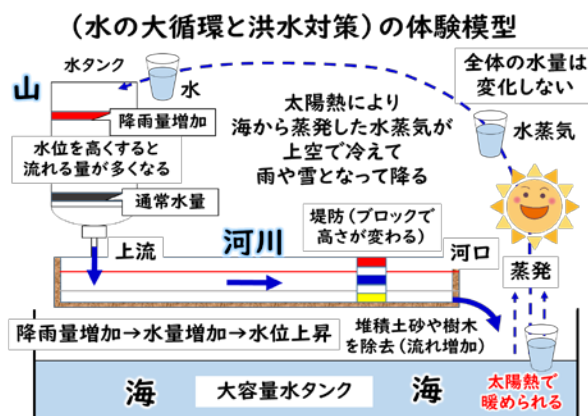 (水の大循環と洪水対策)の体験模型
水タンク
山
水
降雨量増加
水位を高くすると
流れる量が多くなる
通常水量
太陽熱により
海から蒸発した水蒸気が
上空で冷えて
雨や雪となって降る
全体の水量は
変化しない
水蒸気
上流
河川
堤防(ブロックで
高さが変わる)
河口
蒸発
降雨量増加→水量増加→水位上昇
堆積土砂や樹木
を除去(流れ増加)
海
大容量水タンク
海
太陽熱で
暖められる